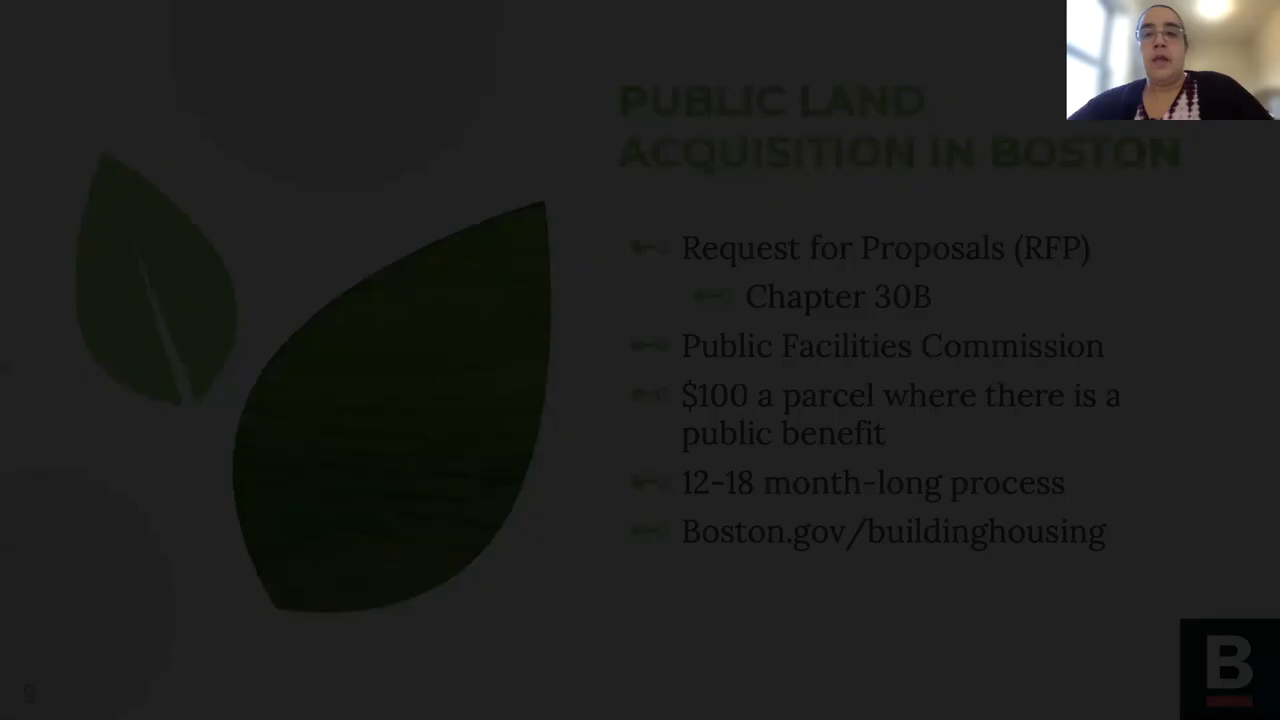 PUBLIC LAND
ACQUISITION IN BOSTON
Request for Proposals (RFP)
Chapter 30B
Public Facilities Commission
$100 a parcel where there is a
public benefit
12-18 month-long process
Boston.gov/buildinghousing
9
B